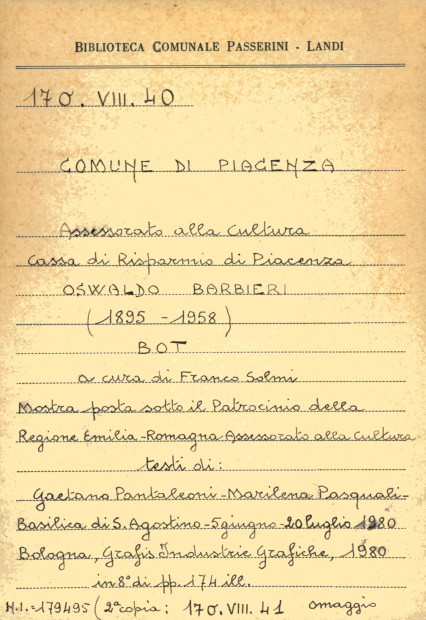 BIBLIOTECA COMUNALE PASSERINI - LANDI
170. VIII. 40
COMUNE DI PIACENZA
Assessorato alla Cultura
Cassa di Risparmio di Piacenza
OSWALDO BARBIERI
(1895 - 1958)
BOT
a cura di Franco Solmi
Mostra posta sotto il Patrocinio della
Regione Emilia-Romagna Assessorato alla Cultura
testi di:
Gaetano Pantaleoni - Marilena Pasquali -
Basilica di S. Agostino - 5 giugno - 20 luglio 1980
Bologna, Grafis Industrie Grafiche, 1980
in 8° di pp. 174 ill.
H.I.=179495 (2ª copia: 170. VIII. 41 omaggio